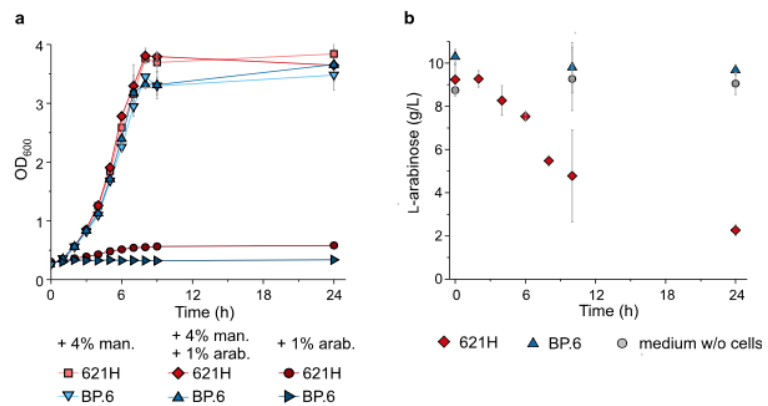 a
4
3
2
1
0
OD600
0 6 12 18 24
Time (h)
+ 4% man.
+ 4% man.
+ 1% arab.
+ 1% arab.
621H
621H
621H
BP.6
BP.6
BP.6
b
12
10
8
6
4
2
0
L-arabinose (g/L)
0 6 12 18 24
Time (h)
621H
BP.6
medium w/o cells